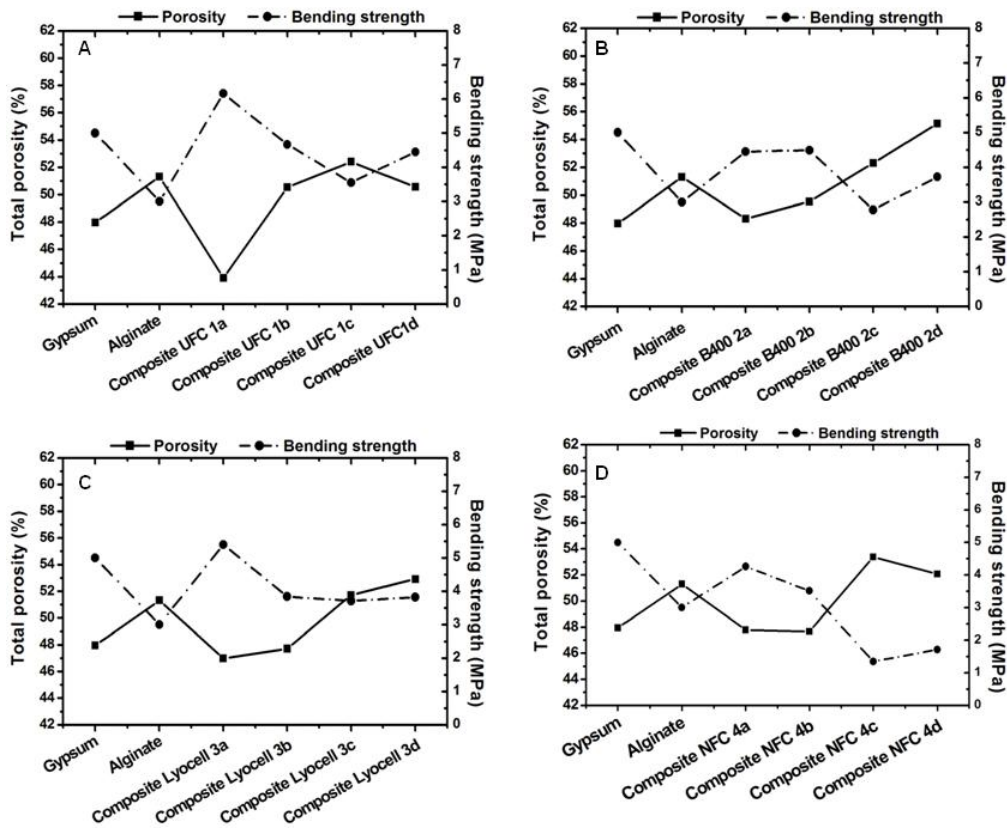 Porosity Bending strength
A
Total porosity (%)
62
60
58
56
54
52
50
48
46
44
42
8
7
6
5
4
3
2
1
0
Bending strength (MPa)
Gypsum
Alginate
Composite UFC 1a
Composite UFC 1b
Composite UFC 1c
Composite UFC1d
Porosity Bending strength
B
Total porosity (%)
62
60
58
56
54
52
50
48
46
44
42
8
7
6
5
4
3
2
1
0
Bending strength (MPa)
Gypsum
Alginate
Composite B400 2a
Composite B400 2b
Composite B400 2c
Composite B400 2d
Porosity Bending strength
C
Total porosity (%)
62
60
58
56
54
52
50
48
46
44
42
8
7
6
5
4
3
2
1
0
Bending strength (MPa)
Gypsum
Alginate
Composite Lyocell 3a
Composite Lyocell 3b
Composite Lyocell 3c
Composite Lyocell 3d
Porosity Bending strength
D
Total porosity (%)
62
60
58
56
54
52
50
48
46
44
42
8
7
6
5
4
3
2
1
0
Bending strength (MPa)
Gypsum
Alginate
Composite NFC 4a
Composite NFC 4b
Composite NFC 4c
Composite NFC 4d